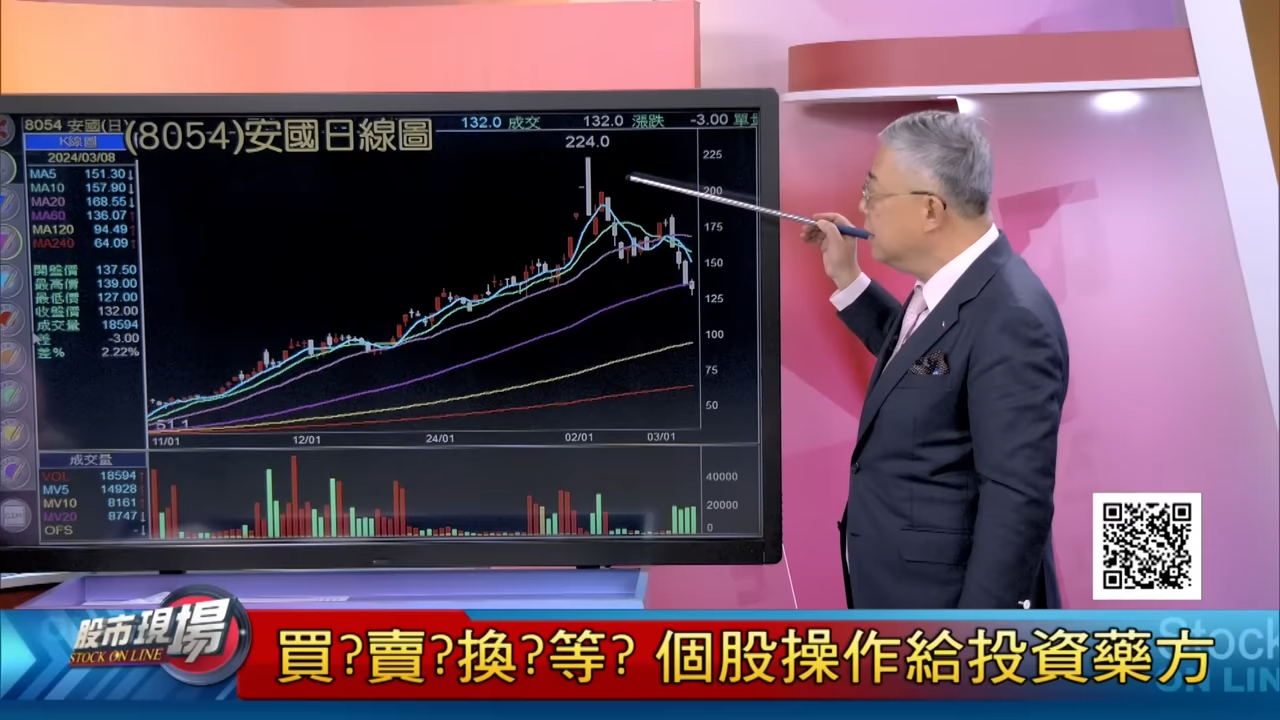 8054 安國(日)
(8054)安國日線圖
132.0 成交
132.0 漲跌
-3.00
K線圖
2024/03/08
MA5 151.30↓
MA10 157.90↓
MA20 168.55↓
MA60 136.07↑
MA120 94.49↑
MA240 64.09↑
開盤價 137.50
最高價 139.00
最低價 127.00
收盤價 132.00
成交量 18594
差 -3.00
差% 2.22%
224.0
225
200
175
150
125
100
75
50
51.1
11/01
12/01
24/01
02/01
03/01
成交量
VOL 18594↑
MV5 14928↑
MV10 8161↑
MV20 8747↓
OFS -↓
40000
20000
0
股市現場
STOCK ON LINE
買?賣?換?等? 個股操作給投資藥方
Stock
ON LIN